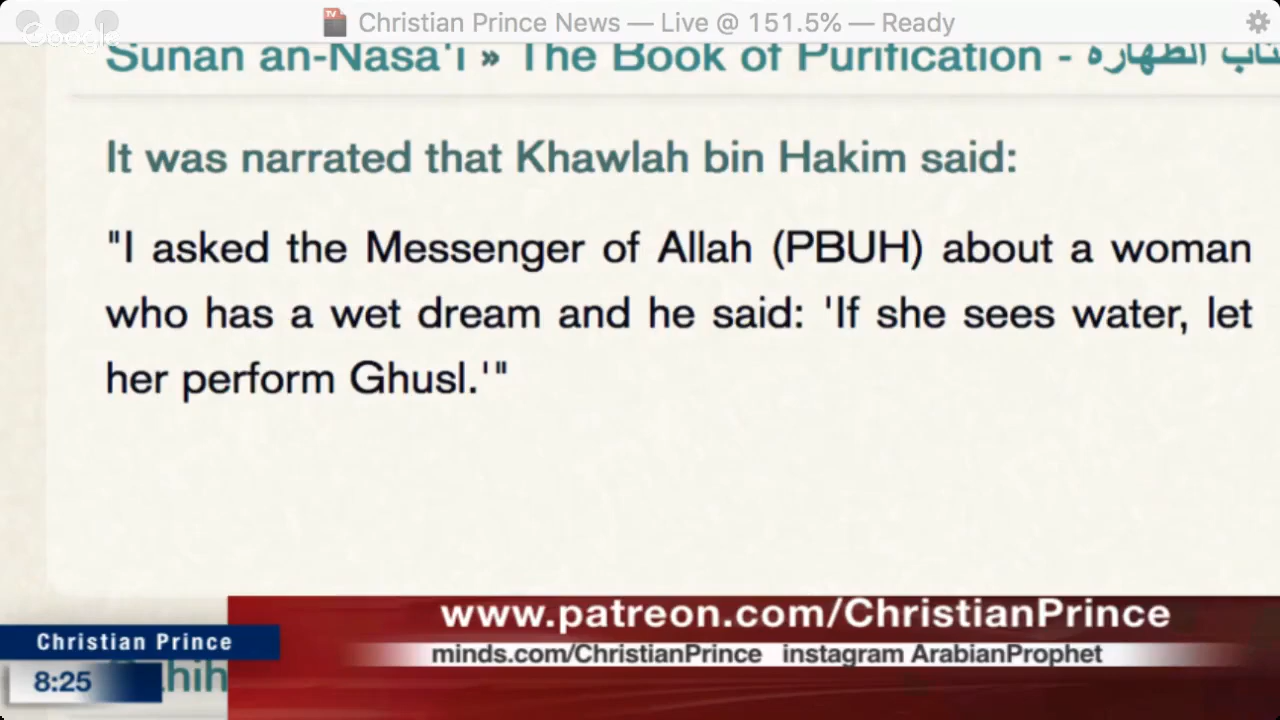 Christian Prince News — Live @ 151.5% — Ready
Google
Sunan an-Nasa'i » The Book of Purification - كتاب الطهارة
It was narrated that Khawlah bin Hakim said:
"I asked the Messenger of Allah (PBUH) about a woman
who has a wet dream and he said: 'If she sees water, let
her perform Ghusl.'"
www.patreon.com/ChristianPrince
Christian Prince
minds.com/ChristianPrince instagram ArabianProphet
8:25